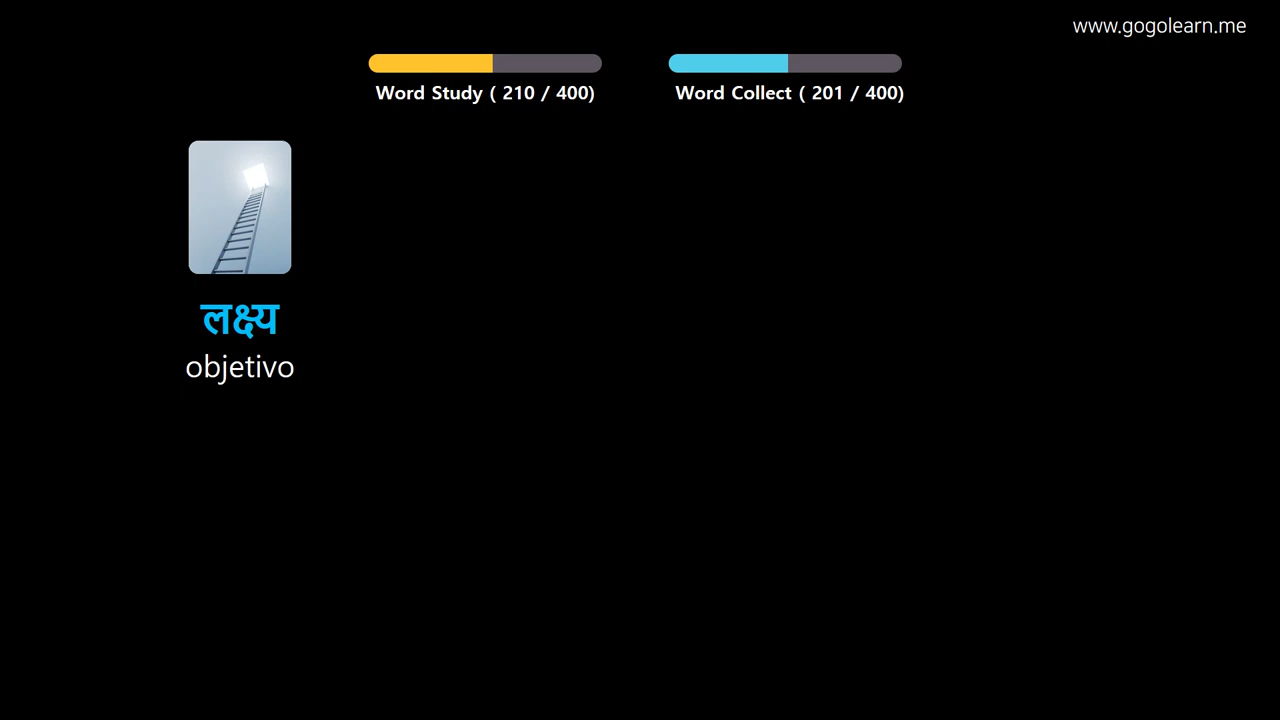 www.gogolearn.me
Word Study ( 210 / 400)
Word Collect ( 201 / 400)
लक्ष्य
objetivo